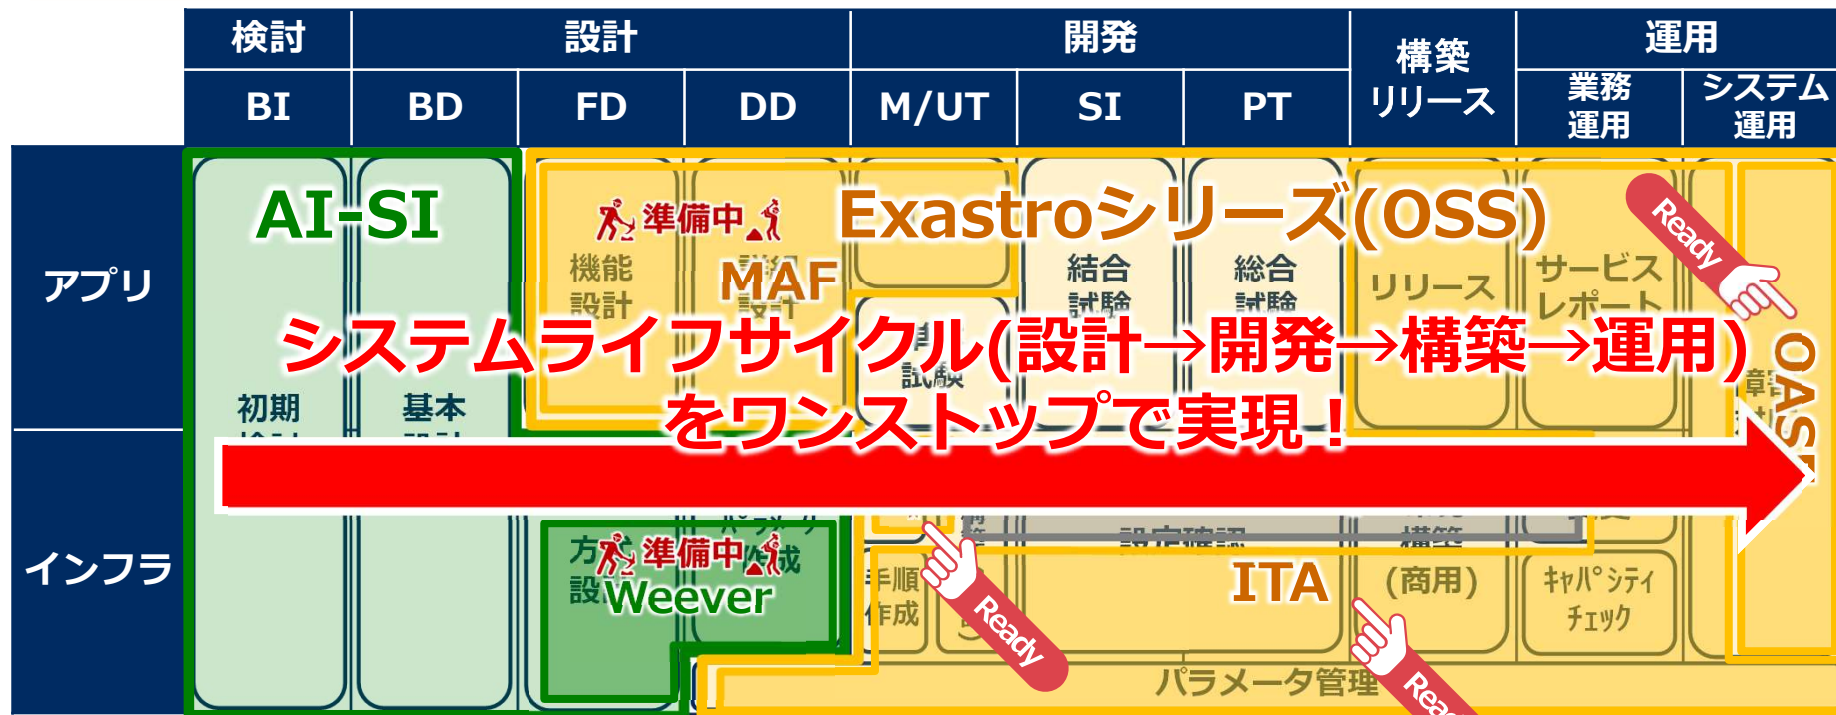 検討
設計
開発
構築
リリース
運用
BI
BD
FD
DD
M/UT
SI
PT
業務
運用
システム
運用
アプリ
インフラ
AI-SI
準備中
Exastroシリーズ(OSS)
Ready
機能
設計
MAF
結合
試験
総合
試験
リリース
サービス
レポート
システムライフサイクル(設計→開発→構築→運用)
をワンストップで実現！
試験
初期
基本
OASE
準備中
Weever
手順
作成
ITA
(商用)
キャパシティ
チェック
Ready
パラメータ管理